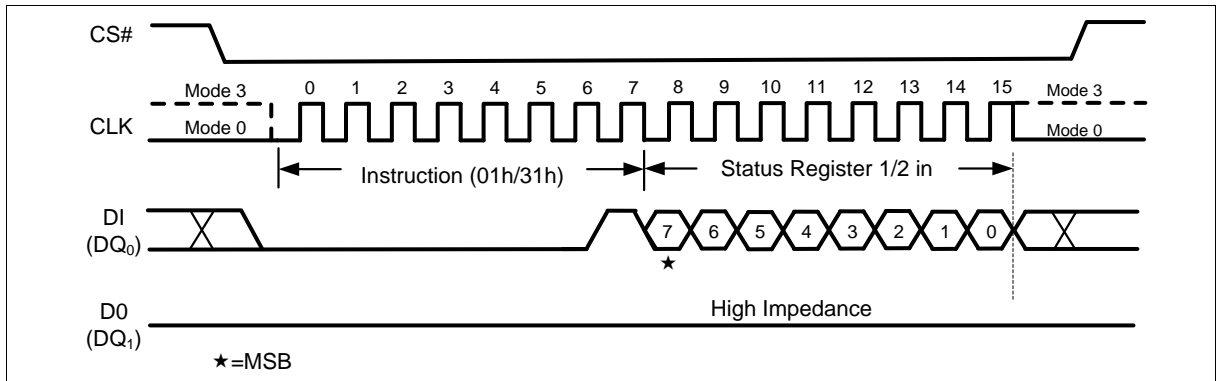 CS#
Mode 3 0 1 2 3 4 5 6 7 8 9 10 11 12 13 14 15 Mode 3
CLK Mode 0 Mode 0
Instruction (01h/31h) Status Register 1/2 in
DI
(DQ0) 7 6 5 4 3 2 1 0
★
D0 High Impedance
(DQ1)
★=MSB